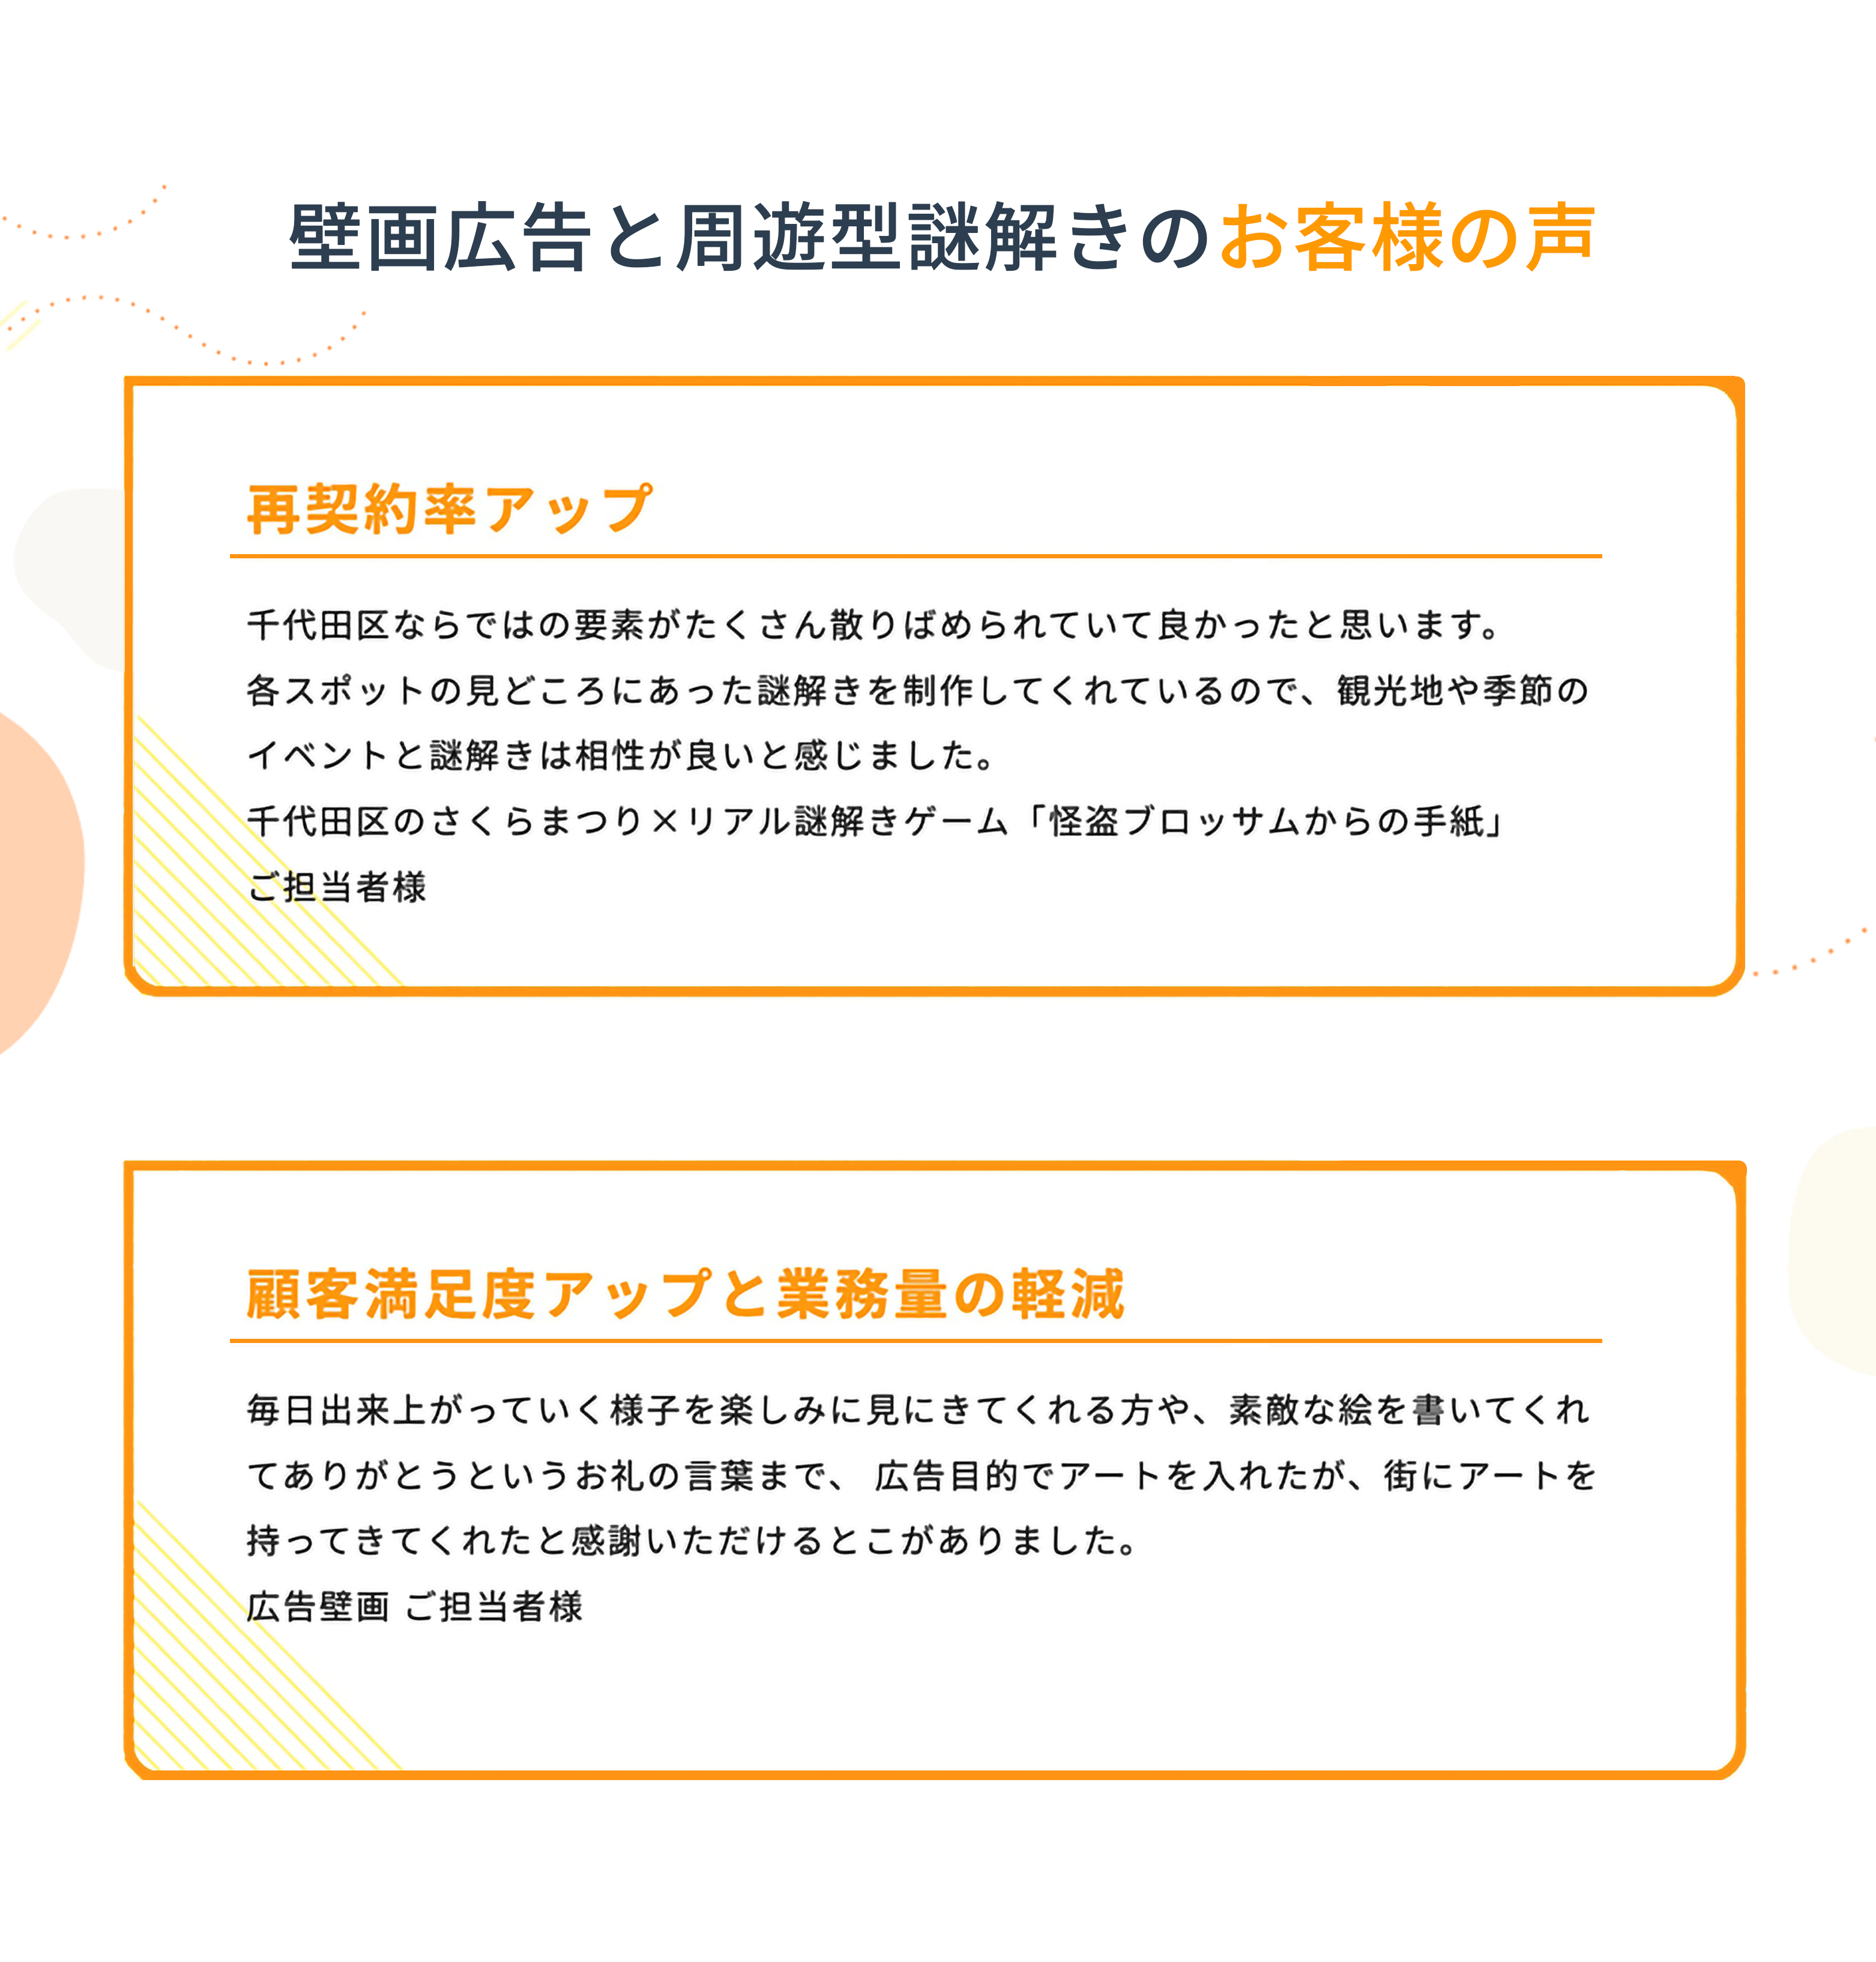 壁画広告と周遊型謎解きのお客様の声
再契約率アップ
千代田区ならではの要素がたくさん散りばめられていて良かったと思います。
各スポットの見どころにあった謎解きを制作してくれているので、観光地や季節の
イベントと謎解きは相性が良いと感じました。
千代田区のさくらまつり×リアル謎解きゲーム「怪盗ブロッサムからの手紙」
ご担当者様
顧客満足度アップと業務量の軽減
毎日出来上がっていく様子を楽しみに見にきてくれる方や、素敵な絵を書いてくれ
てありがとうというお礼の言葉まで、 広告目的でアートを入れたが、街にアートを
持ってきてくれたと感謝いただけるとこがありました。
広告壁画 ご担当者様